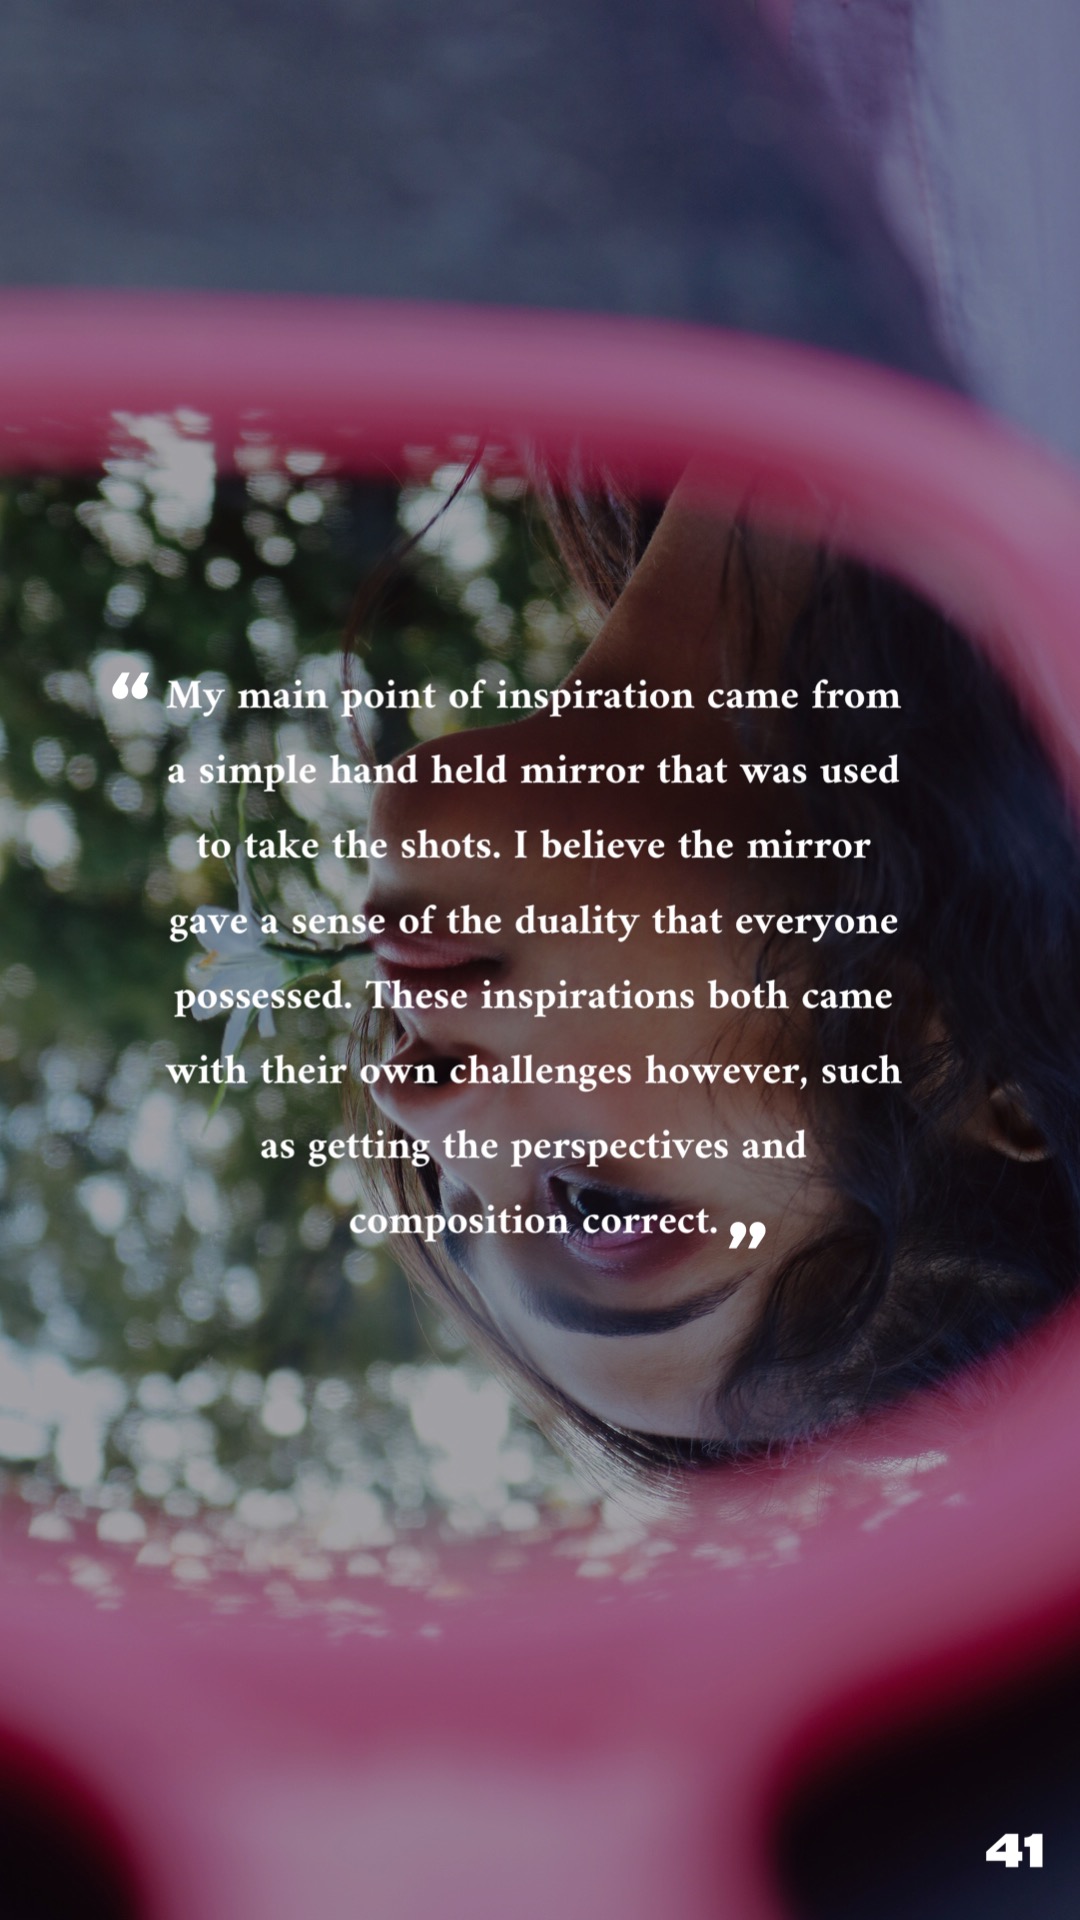 “ My main point of inspiration came from
a simple hand held mirror that was used
to take the shots. I believe the mirror
gave a sense of the duality that everyone
possessed. These inspirations both came
with their own challenges however, such
as getting the perspectives and
composition correct. ”
41